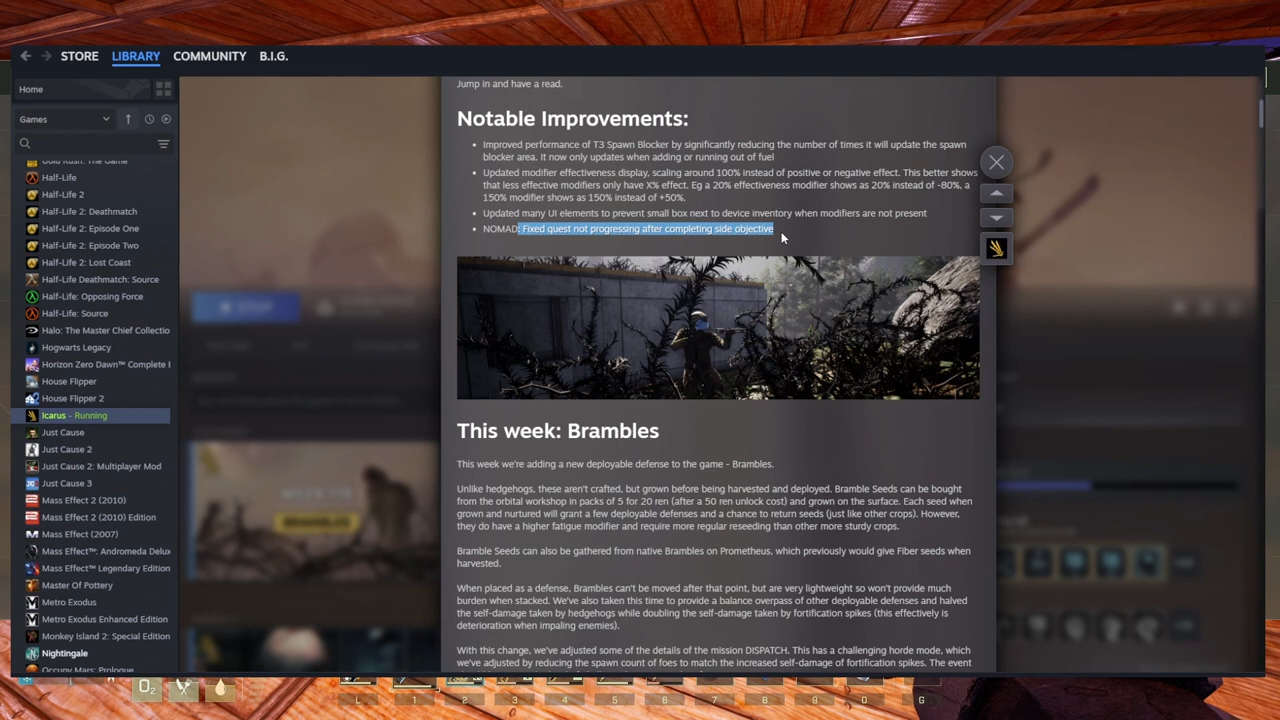 STORE LIBRARY COMMUNITY B.I.G.
Home
Games
Gold Rush: The Game
Half-Life
Half-Life 2
Half-Life 2: Deathmatch
Half-Life 2: Episode One
Half-Life 2: Episode Two
Half-Life 2: Lost Coast
Half-Life Deathmatch: Source
Half-Life: Opposing Force
Half-Life: Source
Halo: The Master Chief Collectio
Hogwarts Legacy
Horizon Zero Dawn™ Complete
House Flipper
House Flipper 2
Icarus - Running
Just Cause
Just Cause 2
Just Cause 2: Multiplayer Mod
Just Cause 3
Mass Effect 2 (2010)
Mass Effect 2 (2010) Edition
Mass Effect (2007)
Mass Effect™: Andromeda Delux
Mass Effect™ Legendary Edition
Master Of Pottery
Metro Exodus
Metro Exodus Enhanced Edition
Monkey Island 2: Special Edition
Nightingale
Occupy Mars: Prologue
Jump in and have a read.
Notable Improvements:
• Improved performance of T3 Spawn Blocker by significantly reducing the number of times it will update the spawn
blocker area. It now only updates when adding or running out of fuel
• Updated modifier effectiveness display, scaling around 100% instead of positive or negative effect. This better shows
that less effective modifiers only have X% effect. Eg a 20% effectiveness modifier shows as 20% instead of -80%, a
150% modifier shows as 150% instead of +50%.
• Updated many UI elements to prevent small box next to device inventory when modifiers are not present
• NOMAD: Fixed quest not progressing after completing side objective
This week: Brambles
This week we're adding a new deployable defense to the game - Brambles.
Unlike hedgehogs, these aren't crafted, but grown before being harvested and deployed. Bramble Seeds can be bought
from the orbital workshop in packs of 5 for 20 ren (after a 50 ren unlock cost) and grown on the surface. Each seed when
grown and nurtured will grant a few deployable defenses and a chance to return seeds (just like other crops). However,
they do have a higher fatigue modifier and require more regular reseeding than other more sturdy crops.
Bramble Seeds can also be gathered from native Brambles on Prometheus, which previously would give Fiber seeds when
harvested.
When placed as a defense, Brambles can't be moved after that point, but are very lightweight so won't provide much
burden when stacked. We've also taken this time to provide a balance overpass of other deployable defenses and halved
the self-damage taken by hedgehogs while doubling the self-damage taken by fortification spikes (this effectively is
deterioration when impaling enemies).
With this change, we've adjusted some of the details of the mission DISPATCH. This has a challenging horde mode, which
we've adjusted by reducing the spawn count of foes to match the increased self-damage of fortification spikes. The event
BRAMBLES
O2
L 1 2 3 4 5 6 7 8 9 0 G